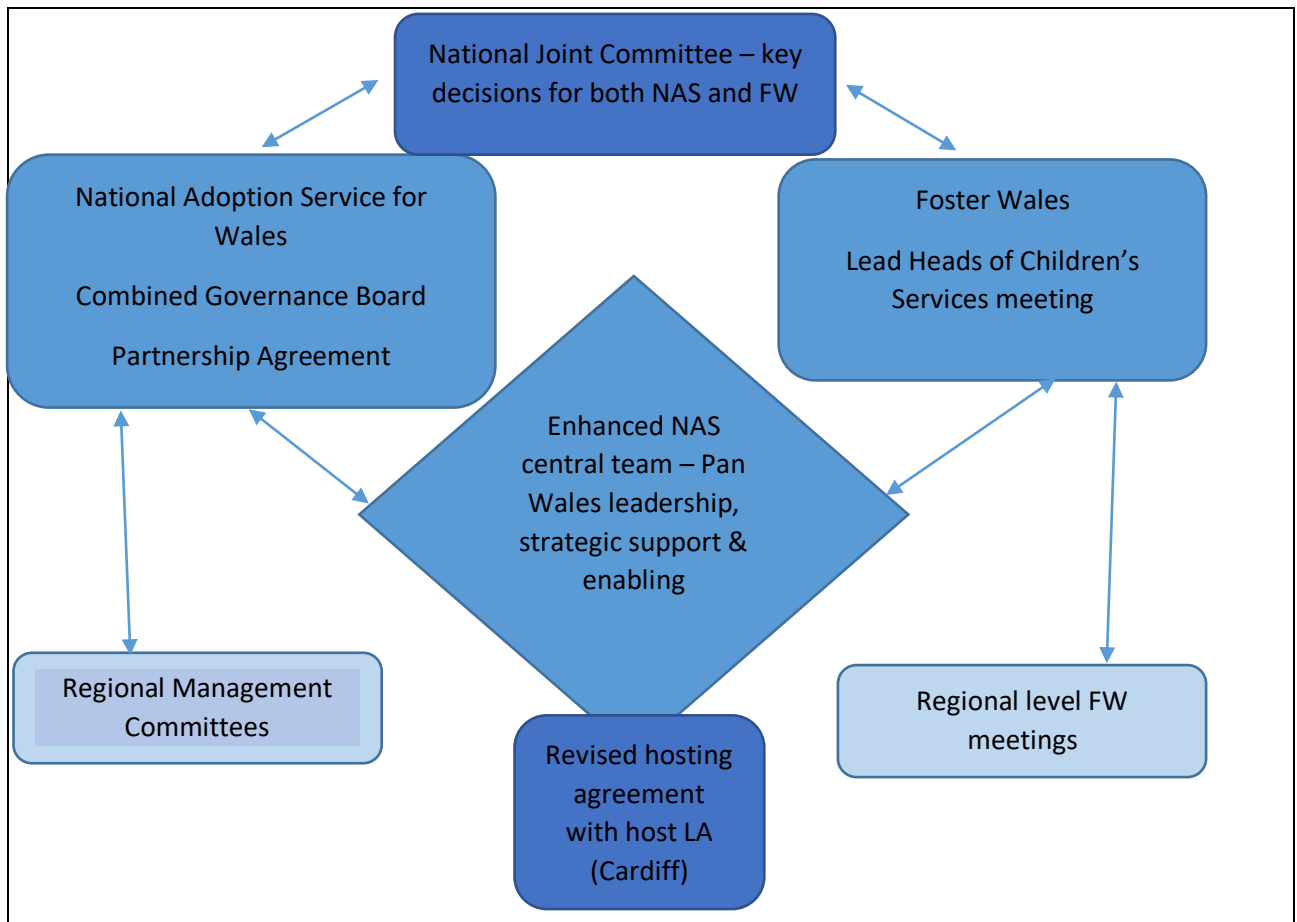 National Joint Committee – key
decisions for both NAS and FW
National Adoption Service for
Wales
Combined Governance Board
Partnership Agreement
Foster Wales
Lead Heads of Children’s
Services meeting
Enhanced NAS
central team – Pan
Wales leadership,
strategic support &
enabling
Regional Management
Committees
Regional level FW
meetings
Revised hosting
agreement
with host LA
(Cardiff)